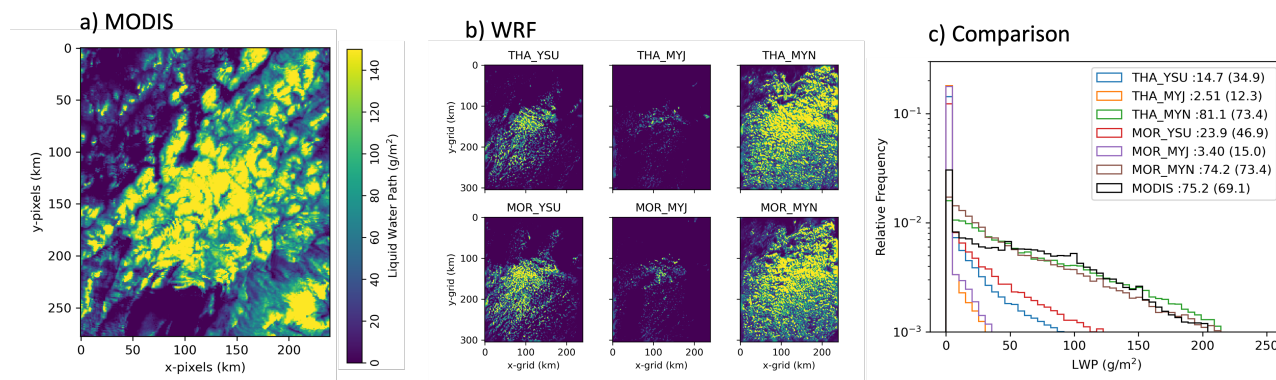 a) MODIS
0
50
100
150
200
250
y-pixels (km)
0
50
100
150
200
x-pixels (km)
140
120
100
80
60
40
20
0
Liquid Water Path (g/m²)
b) WRF
THA_YSU
THA_MYJ
THA_MYN
0
100
200
300
y-grid (km)
MOR_YSU
MOR_MYJ
MOR_MYN
0
100
200
300
y-grid (km)
0
100
200
0
100
200
0
100
200
x-grid (km)
x-grid (km)
x-grid (km)
c) Comparison
THA_YSU :14.7 (34.9)
THA_MYJ :2.51 (12.3)
THA_MYN :81.1 (73.4)
MOR_YSU :23.9 (46.9)
MOR_MYJ :3.40 (15.0)
MOR_MYN :74.2 (73.4)
MODIS :75.2 (69.1)
10⁻¹
10⁻²
10⁻³
Relative Frequency
0
50
100
150
200
250
LWP (g/m²)